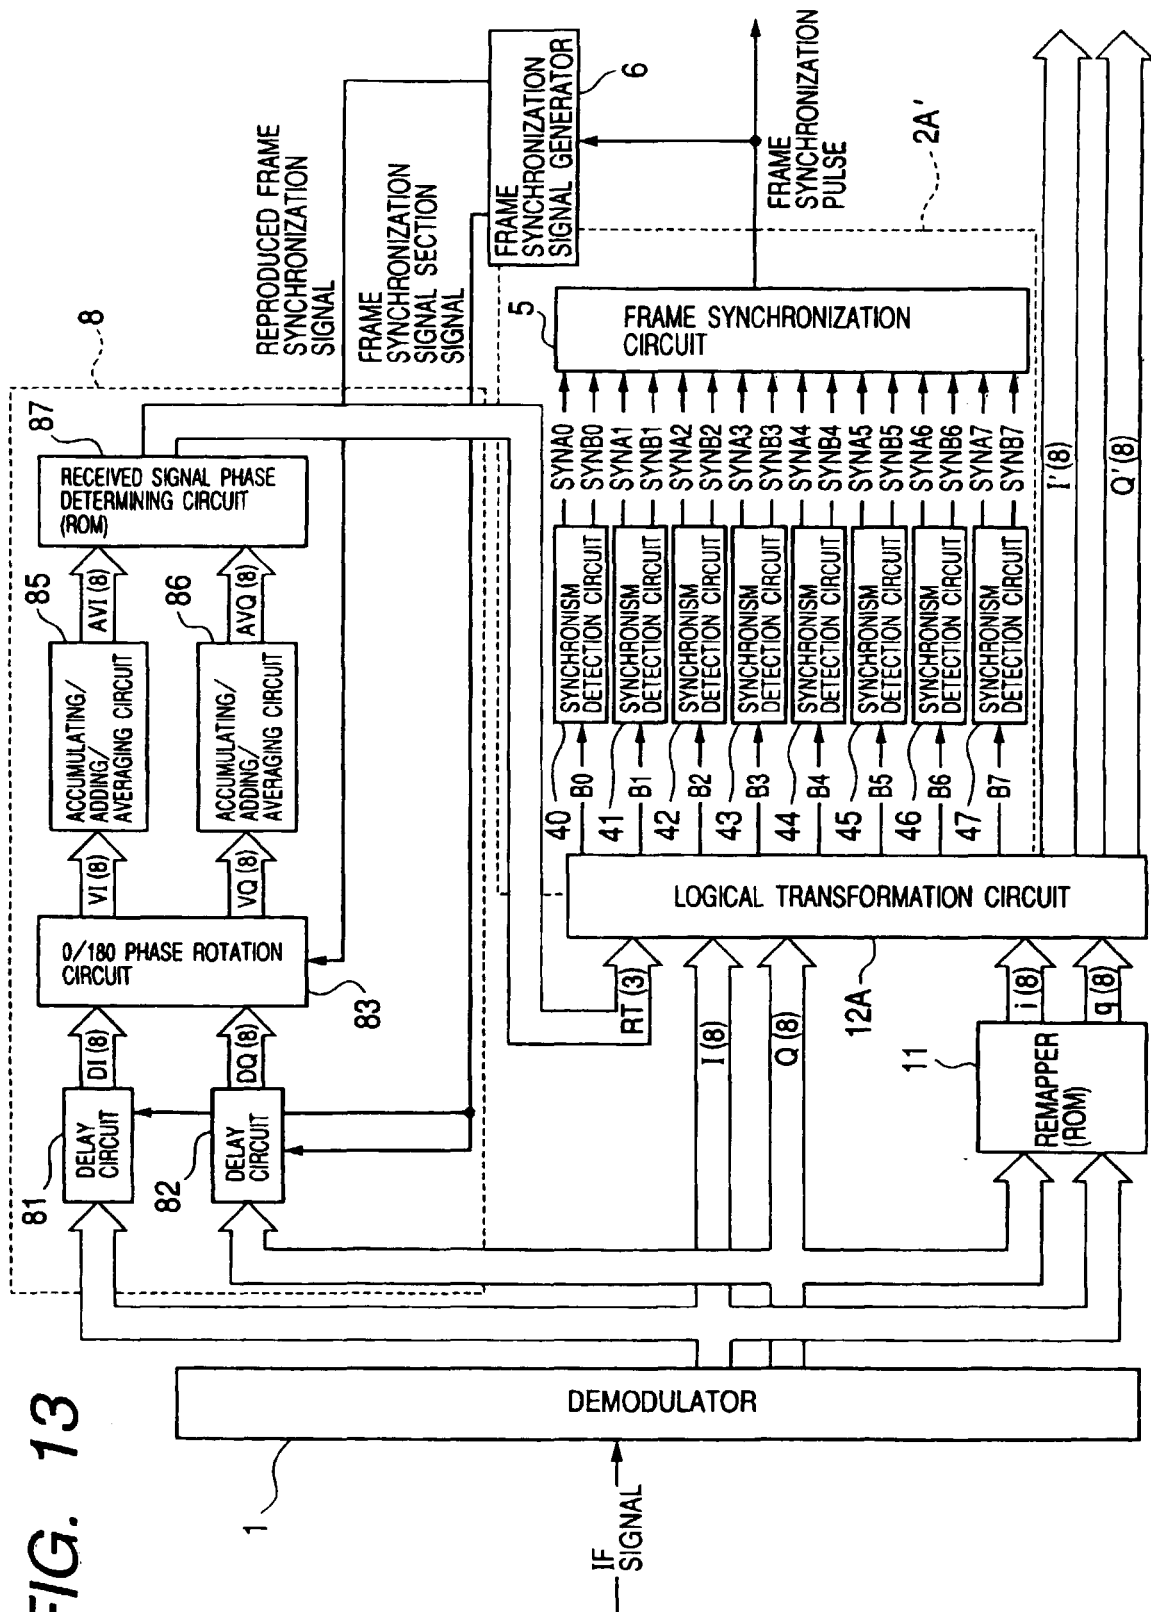 FIG. 13
8
87
RECEIVED SIGNAL PHASE
DETERMINING CIRCUIT
(ROM)
85
AVI (8)
86
AVQ (8)
ACCUMULATING/
ADDING/
AVERAGING CIRCUIT
ACCUMULATING/
ADDING/
AVERAGING CIRCUIT
VI (8)
VQ (8)
0/180 PHASE ROTATION
CIRCUIT
83
DI (8)
DQ (8)
81
DELAY
CIRCUIT
82
DELAY
CIRCUIT
REPRODUCED FRAME
SYNCHRONIZATION
SIGNAL
FRAME
SYNCHRONIZATION
SIGNAL SECTION
SIGNAL
FRAME
SYNCHRONIZATION
SIGNAL GENERATOR
6
FRAME
SYNCHRONIZATION
PULSE
2A'
5
FRAME SYNCHRONIZATION
CIRCUIT
SYNA0
SYNB0
SYNA1
SYNB1
SYNA2
SYNB2
SYNA3
SYNB3
SYNA4
SYNB4
SYNA5
SYNB5
SYNA6
SYNB6
SYNA7
SYNB7
SYNCHRONISM
DETECTION CIRCUIT
SYNCHRONISM
DETECTION CIRCUIT
SYNCHRONISM
DETECTION CIRCUIT
SYNCHRONISM
DETECTION CIRCUIT
SYNCHRONISM
DETECTION CIRCUIT
SYNCHRONISM
DETECTION CIRCUIT
SYNCHRONISM
DETECTION CIRCUIT
SYNCHRONISM
DETECTION CIRCUIT
40
B0
41
B1
42
B2
43
B3
44
B4
45
B5
46
B6
47
B7
I'(8)
Q'(8)
LOGICAL TRANSFORMATION CIRCUIT
12A
RT (3)
I (8)
Q (8)
i (8)
q (8)
11
REMAPPER
(ROM)
DEMODULATOR
1
IF
SIGNAL